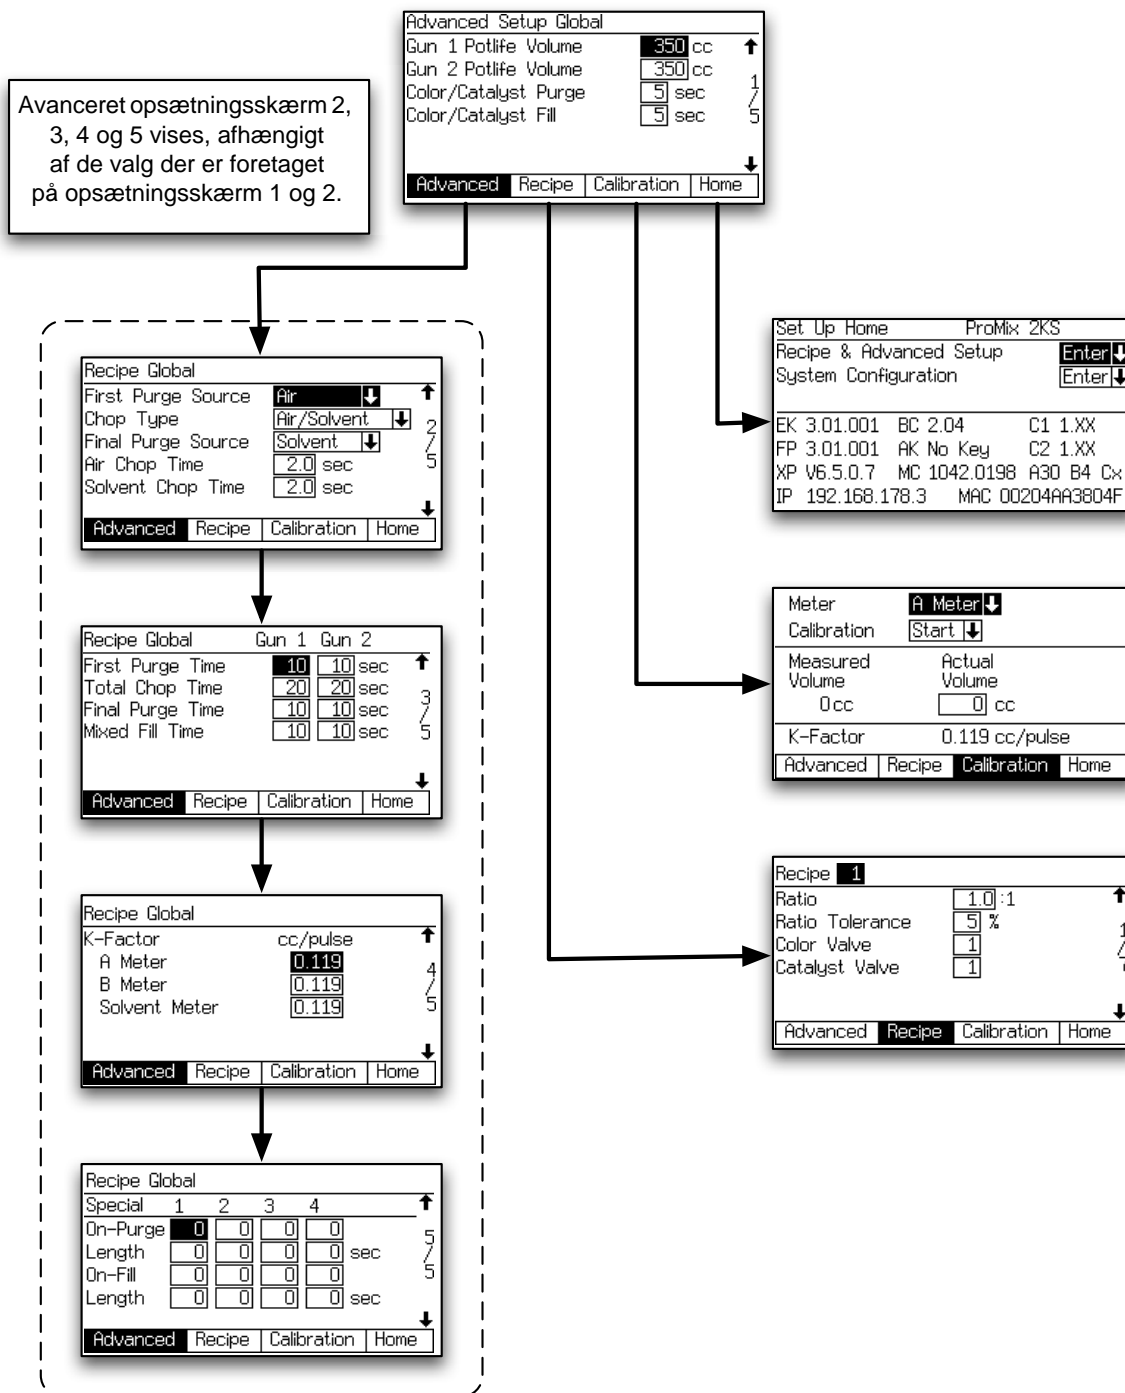 Advanced Setup Global
Gun 1 Potlife Volume 350 cc
Gun 2 Potlife Volume 350 cc
Color/Catalyst Purge 5 sec
Color/Catalyst Fill 5 sec
1/5
Advanced Recipe Calibration Home
Avanceret opsætningsskærm 2,
3, 4 og 5 vises, afhængigt
af de valg der er foretaget
på opsætningsskærm 1 og 2.
Recipe Global
First Purge Source Air
Chop Type Air/Solvent
Final Purge Source Solvent
Air Chop Time 2.0 sec
Solvent Chop Time 2.0 sec
2/5
Advanced Recipe Calibration Home
Recipe Global Gun 1 Gun 2
First Purge Time 10 10 sec
Total Chop Time 20 20 sec
Final Purge Time 10 10 sec
Mixed Fill Time 10 10 sec
3/5
Advanced Recipe Calibration Home
Recipe Global
K-Factor cc/pulse
A Meter 0.119
B Meter 0.119
Solvent Meter 0.119
4/5
Advanced Recipe Calibration Home
Recipe Global
Special 1 2 3 4
On-Purge 0 0 0 0
Length 0 0 0 0 sec
On-Fill 0 0 0 0
Length 0 0 0 0 sec
5/5
Advanced Recipe Calibration Home
Set Up Home ProMix 2KS
Recipe & Advanced Setup Enter
System Configuration Enter
EK 3.01.001 BC 2.04 C1 1.XX
FP 3.01.001 AK No Key C2 1.XX
XP V6.5.0.7 MC 1042.0198 A30 B4 Cx
IP 192.168.178.3 MAC 00204AA3804F
Meter A Meter
Calibration Start
Measured Actual
Volume Volume
0 cc 0 cc
K-Factor 0.119 cc/pulse
Advanced Recipe Calibration Home
Recipe 1
Ratio 1.0 :1
Ratio Tolerance 5 %
Color Valve 1
Catalyst Valve 1
1/
Advanced Recipe Calibration Home